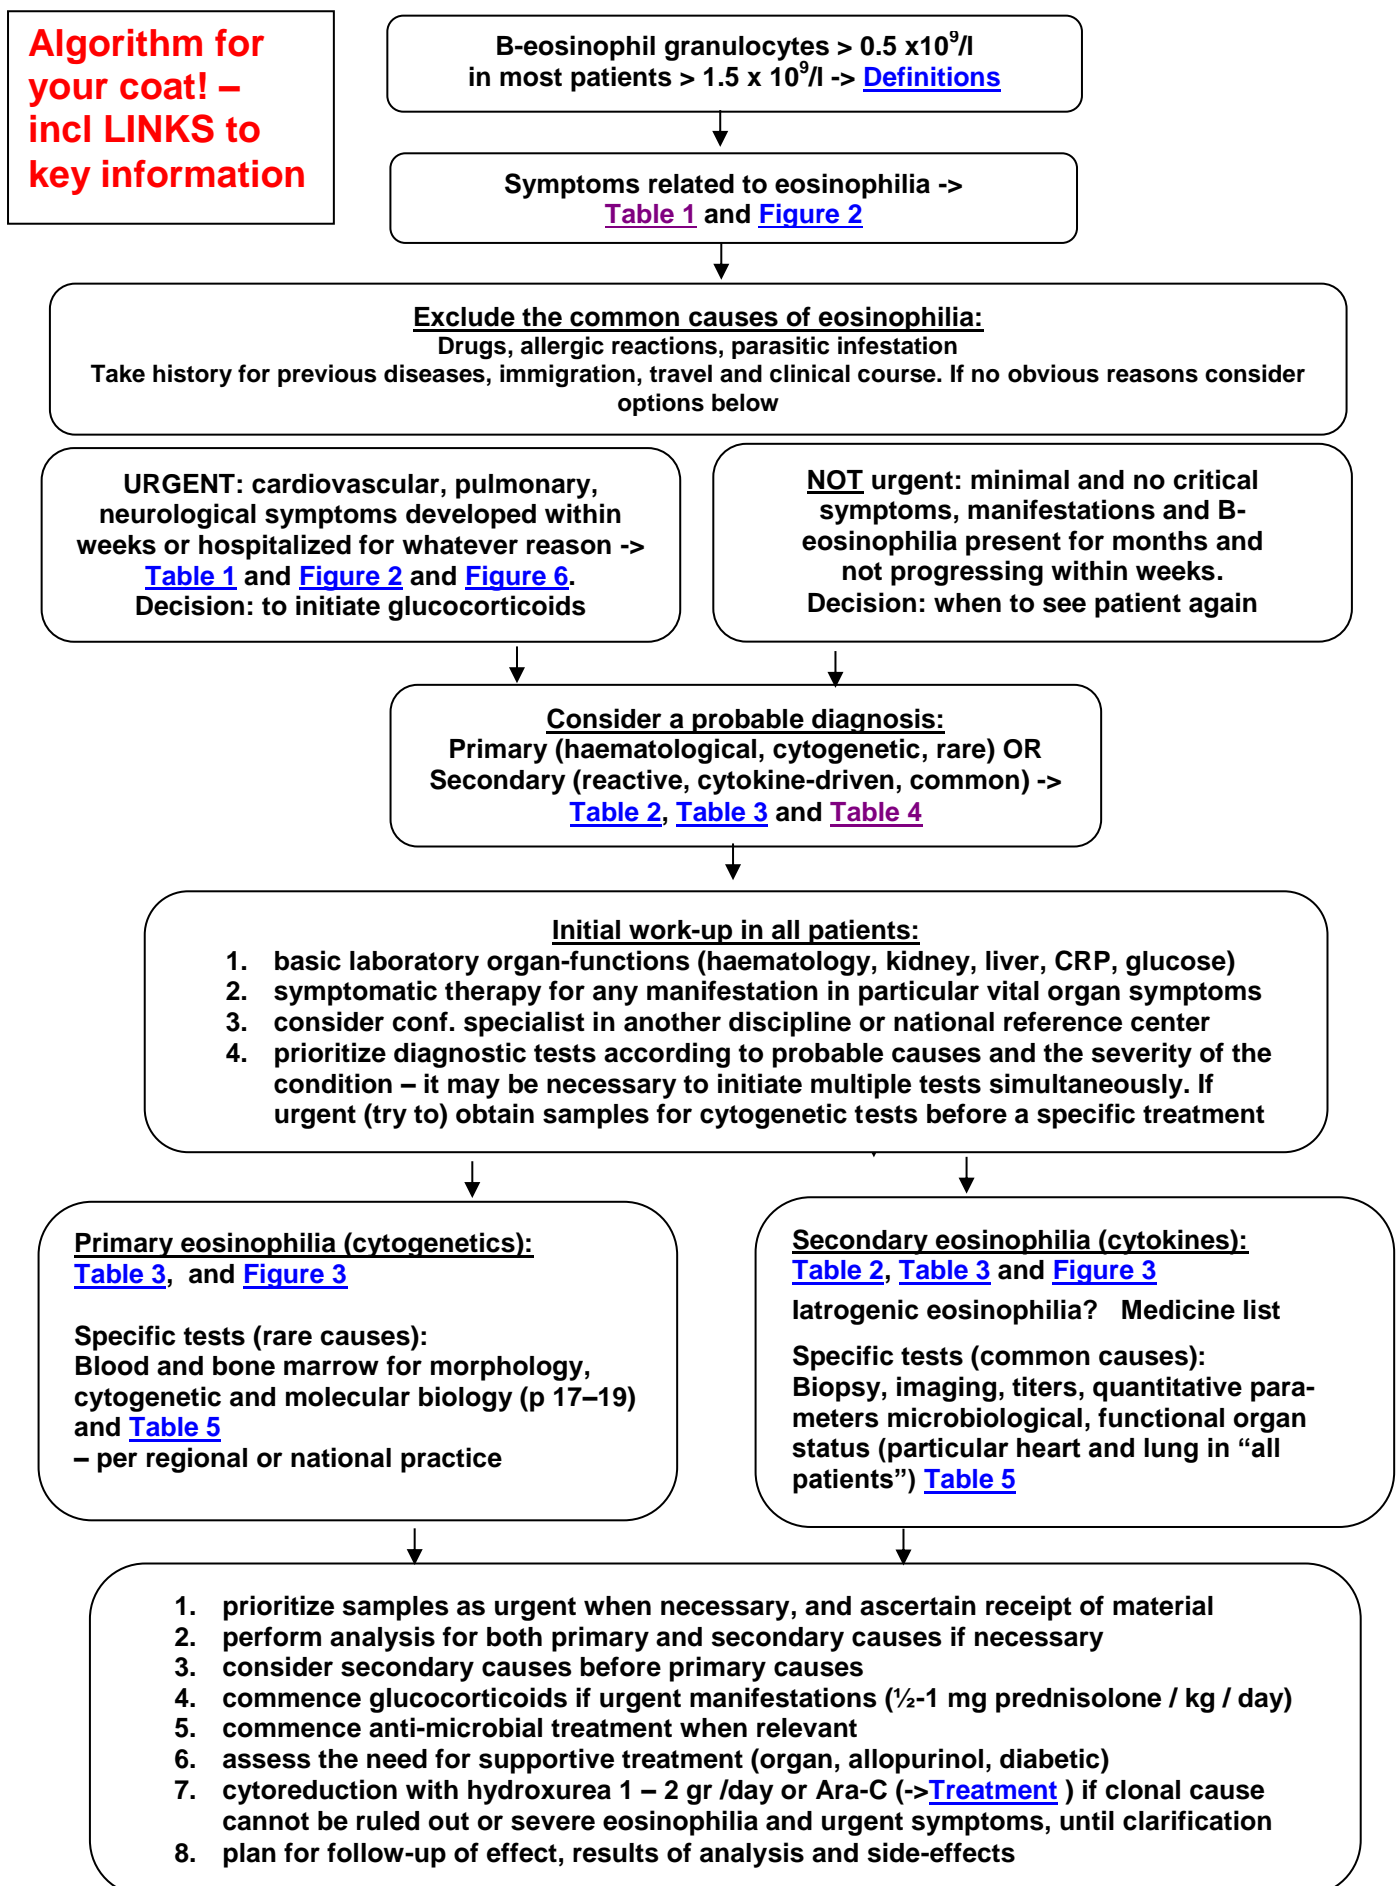 Algorithm for
your coat! –
incl LINKS to
key information
B-eosinophil granulocytes > 0.5 x10⁹/l
in most patients > 1.5 x 10⁹/l -> Definitions
Symptoms related to eosinophilia ->
Table 1 and Figure 2
Exclude the common causes of eosinophilia:
Drugs, allergic reactions, parasitic infestation
Take history for previous diseases, immigration, travel and clinical course. If no obvious reasons consider
options below
URGENT: cardiovascular, pulmonary,
neurological symptoms developed within
weeks or hospitalized for whatever reason ->
Table 1 and Figure 2 and Figure 6.
Decision: to initiate glucocorticoids
NOT urgent: minimal and no critical
symptoms, manifestations and B-
eosinophilia present for months and
not progressing within weeks.
Decision: when to see patient again
Consider a probable diagnosis:
Primary (haematological, cytogenetic, rare) OR
Secondary (reactive, cytokine-driven, common) ->
Table 2, Table 3 and Table 4
Initial work-up in all patients:
1. basic laboratory organ-functions (haematology, kidney, liver, CRP, glucose)
2. symptomatic therapy for any manifestation in particular vital organ symptoms
3. consider conf. specialist in another discipline or national reference center
4. prioritize diagnostic tests according to probable causes and the severity of the
condition – it may be necessary to initiate multiple tests simultaneously. If
urgent (try to) obtain samples for cytogenetic tests before a specific treatment
Primary eosinophilia (cytogenetics):
Table 3, and Figure 3
Specific tests (rare causes):
Blood and bone marrow for morphology,
cytogenetic and molecular biology (p 17–19)
and Table 5
– per regional or national practice
Secondary eosinophilia (cytokines):
Table 2, Table 3 and Figure 3
Iatrogenic eosinophilia? Medicine list
Specific tests (common causes):
Biopsy, imaging, titers, quantitative para-
meters microbiological, functional organ
status (particular heart and lung in “all
patients”) Table 5
1. prioritize samples as urgent when necessary, and ascertain receipt of material
2. perform analysis for both primary and secondary causes if necessary
3. consider secondary causes before primary causes
4. commence glucocorticoids if urgent manifestations (½-1 mg prednisolone / kg / day)
5. commence anti-microbial treatment when relevant
6. assess the need for supportive treatment (organ, allopurinol, diabetic)
7. cytoreduction with hydroxurea 1 – 2 gr /day or Ara-C (->Treatment ) if clonal cause
cannot be ruled out or severe eosinophilia and urgent symptoms, until clarification
8. plan for follow-up of effect, results of analysis and side-effects